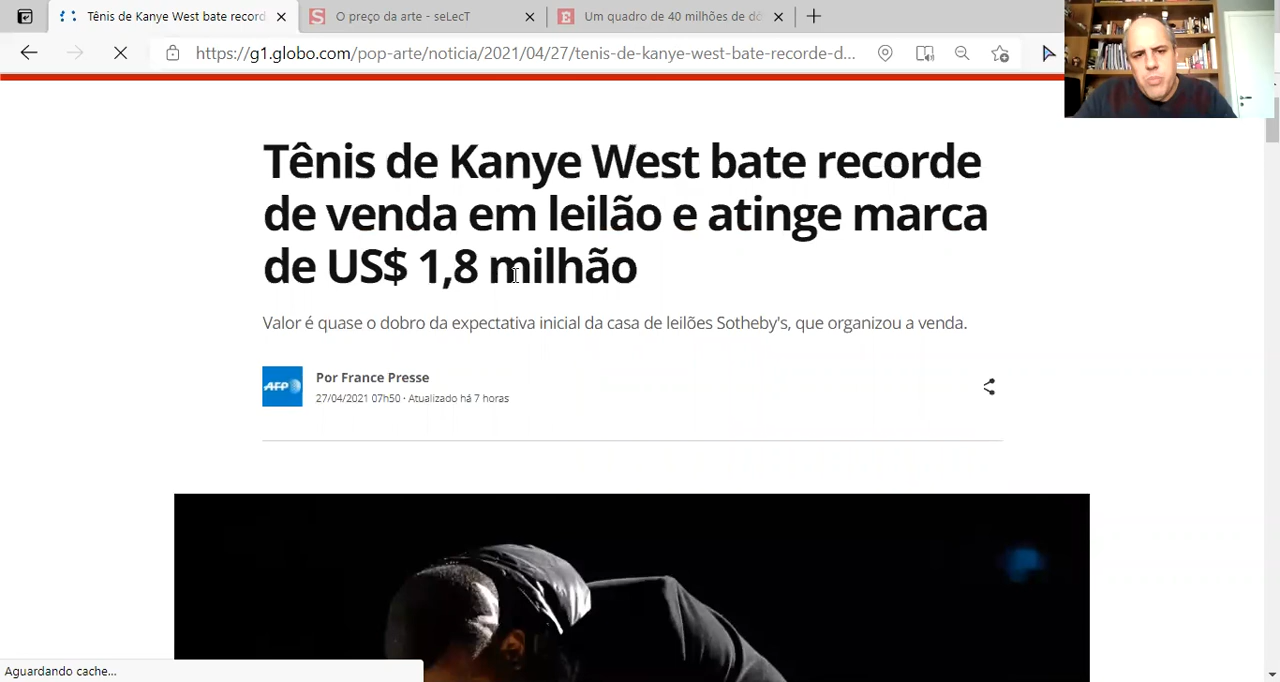 Tênis de Kanye West bate record
O preço da arte - seLecT
Um quadro de 40 milhões de dó
https://g1.globo.com/pop-arte/noticia/2021/04/27/tenis-de-kanye-west-bate-recorde-d...
Tênis de Kanye West bate recorde
de venda em leilão e atinge marca
de US$ 1,8 milhão
Valor é quase o dobro da expectativa inicial da casa de leilões Sotheby's, que organizou a venda.
AFP
Por France Presse
27/04/2021 07h50 · Atualizado há 7 horas
Aguardando cache...